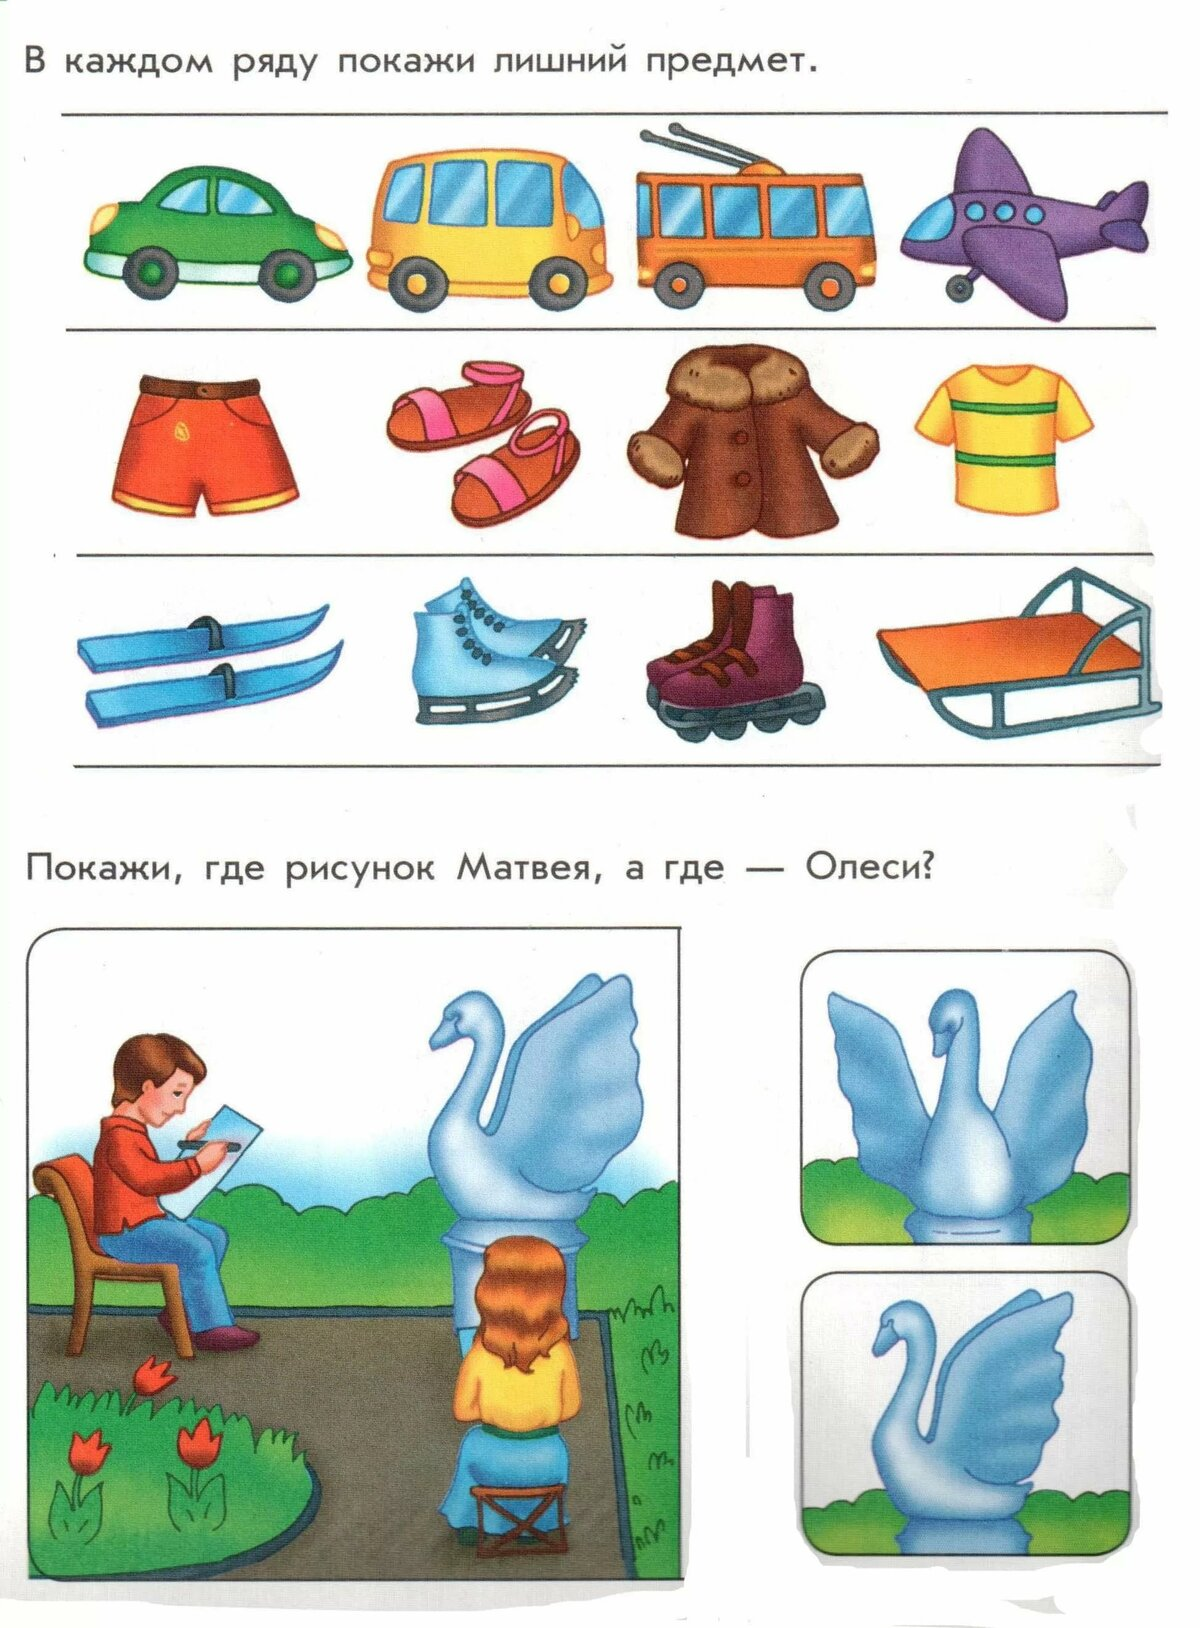 В каждом ряду покажи лишний предмет.
Покажи, где рисунок Матвея, а где — Олеси?